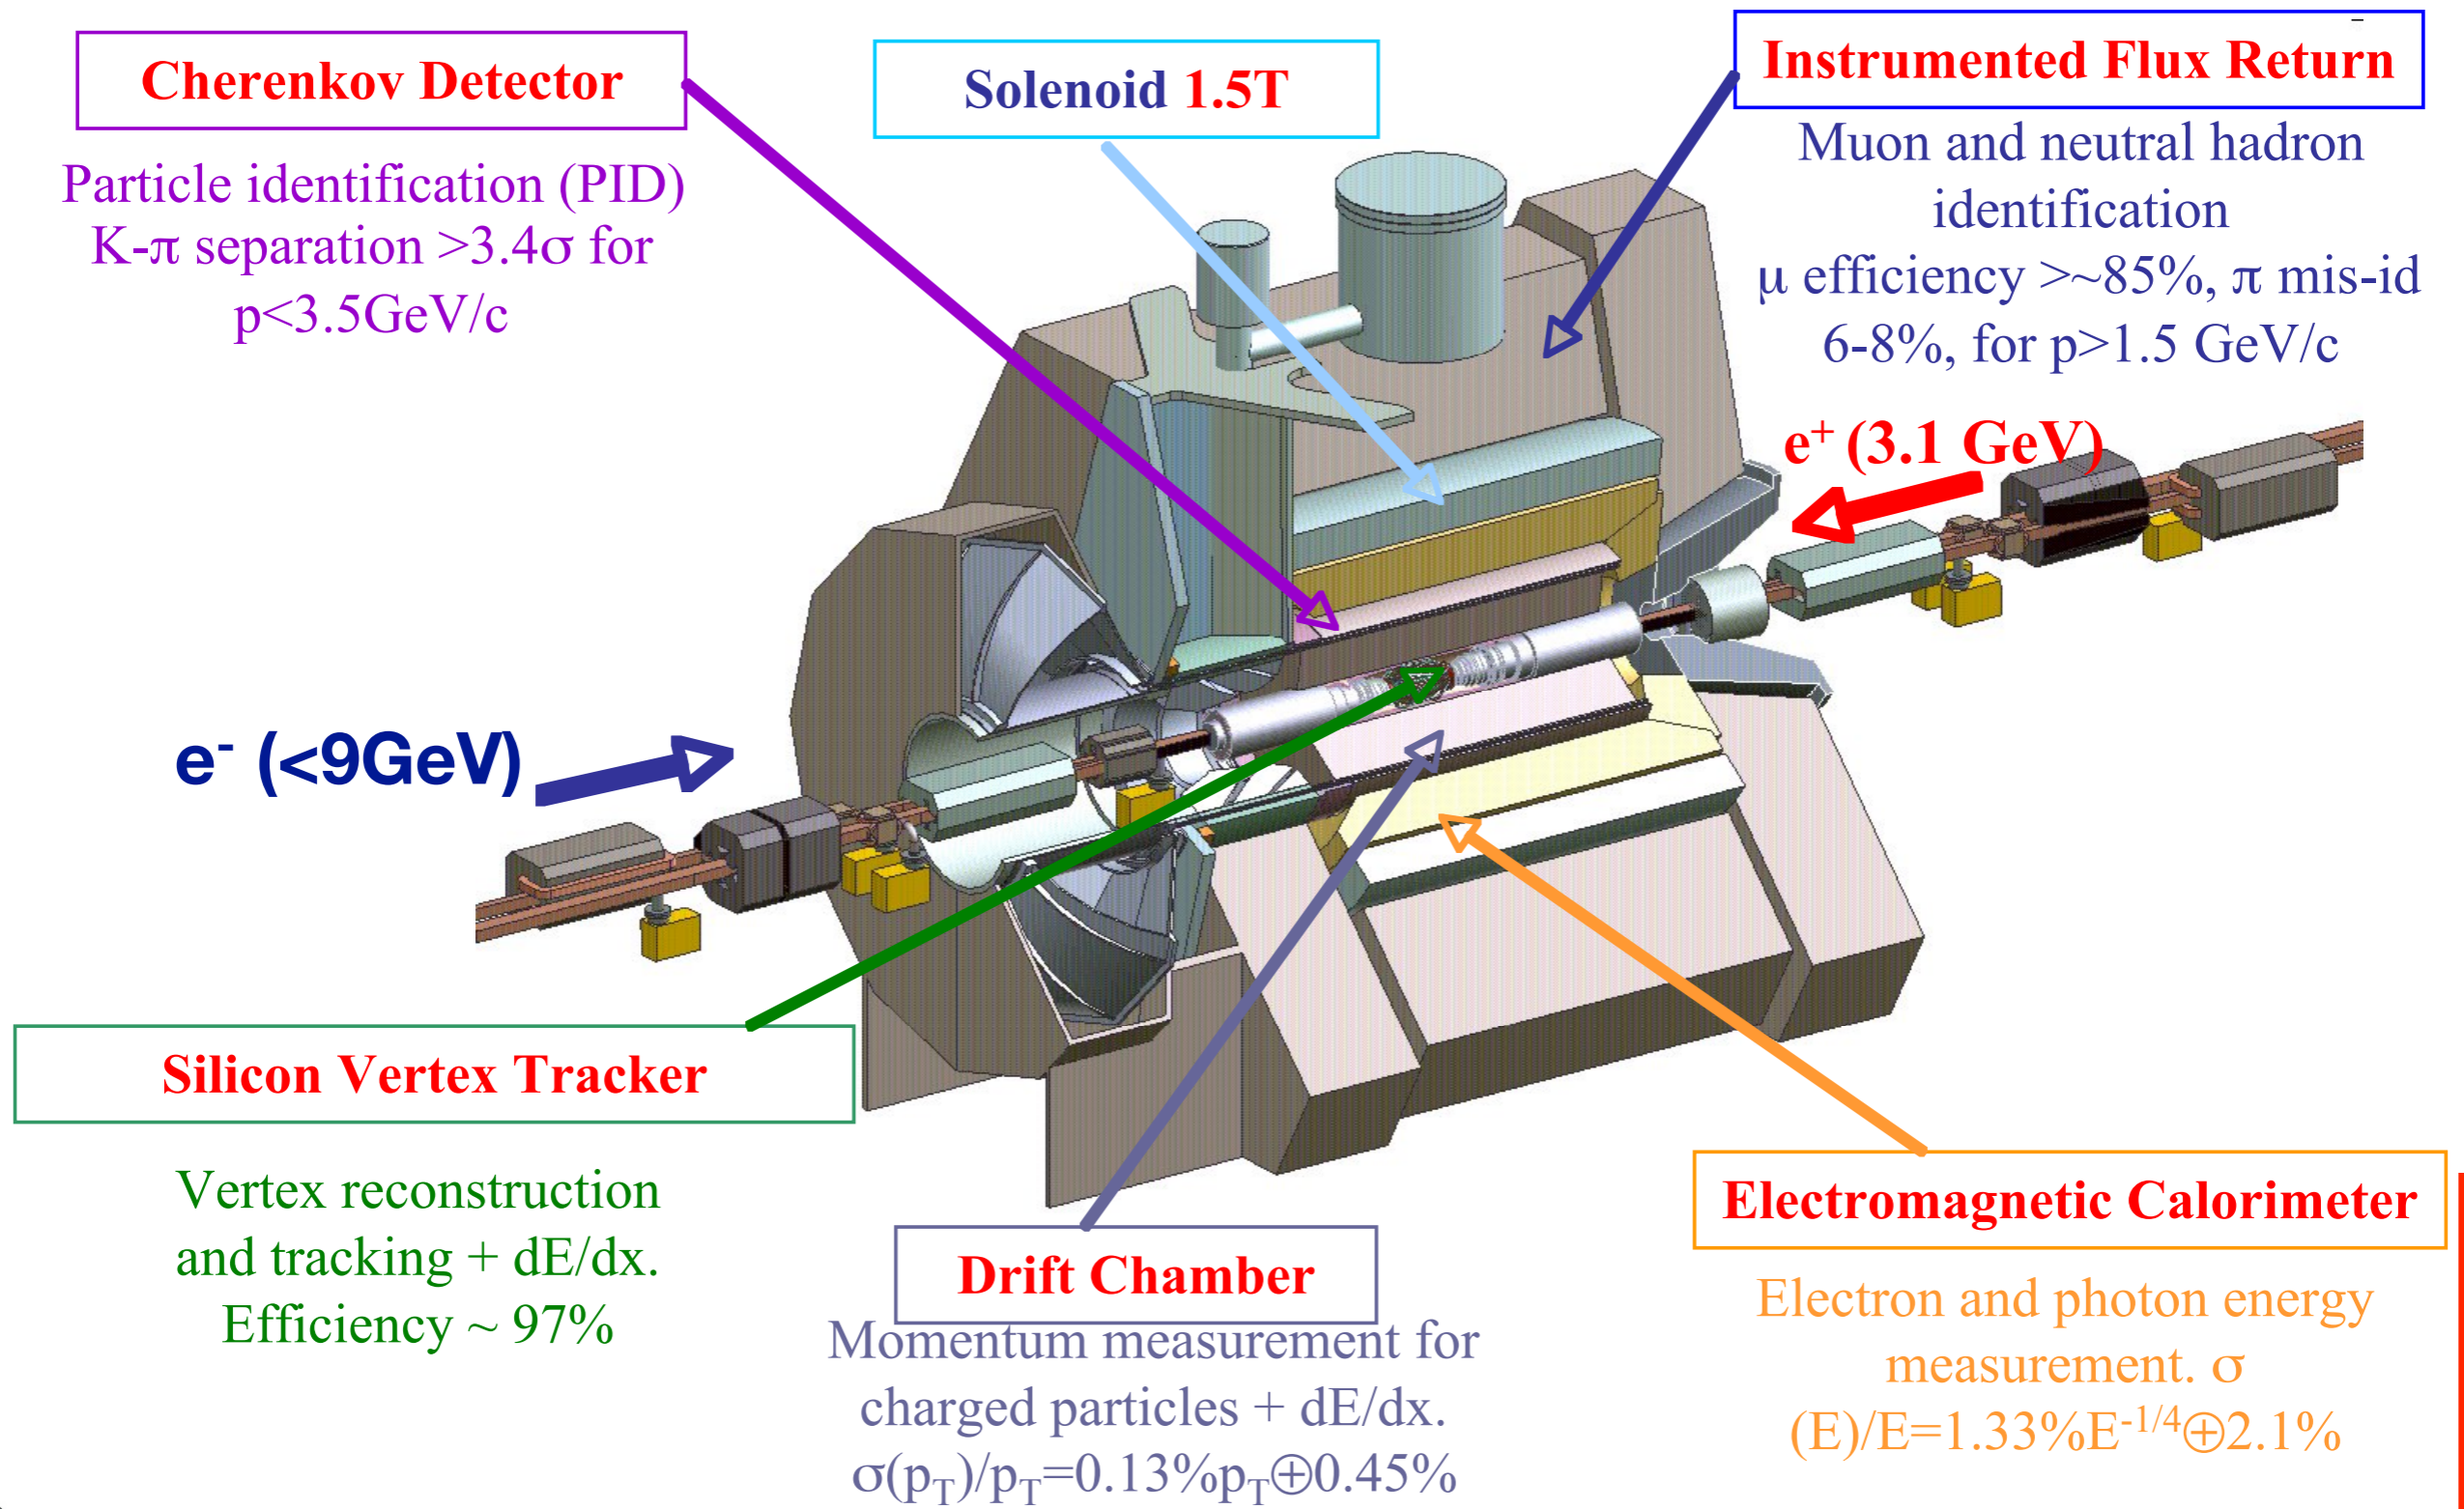 Cherenkov Detector
Particle identification (PID)
K-π separation >3.4σ for
p<3.5GeV/c
Solenoid 1.5T
Instrumented Flux Return
Muon and neutral hadron
identification
μ efficiency >~85%, π mis-id
6-8%, for p>1.5 GeV/c
e⁺ (3.1 GeV)
e⁻ (<9GeV)
Silicon Vertex Tracker
Vertex reconstruction
and tracking + dE/dx.
Efficiency ~ 97%
Drift Chamber
Momentum measurement for
charged particles + dE/dx.
σ(p_T)/p_T=0.13%p_T⊕0.45%
Electromagnetic Calorimeter
Electron and photon energy
measurement. σ
(E)/E=1.33%E^-1/4⊕2.1%